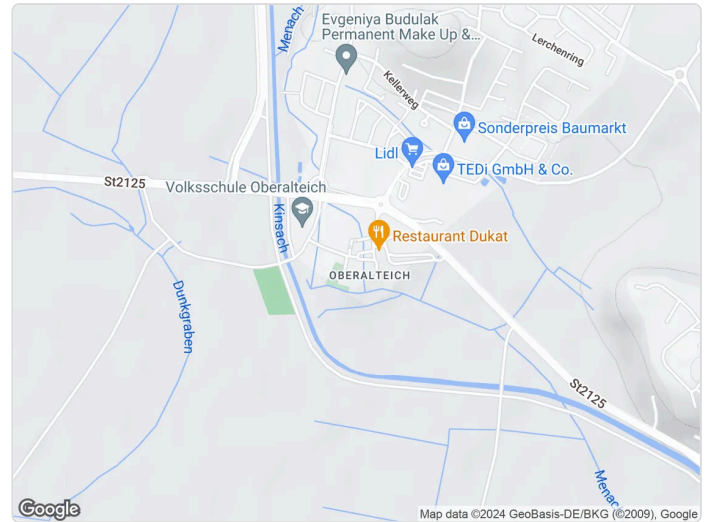 Evgeniya Budulak
Permanent Make Up &...
Menach
Lerchenring
Kellerweg
Sonderpreis Baumarkt
Lidl
TEDi GmbH & Co.
St2125
Volksschule Oberalteich
Kinsach
Restaurant Dukat
OBERALTEICH
Dunkgraben
St2125
Menach
Google
Map data ©2024 GeoBasis-DE/BKG (©2009), Google